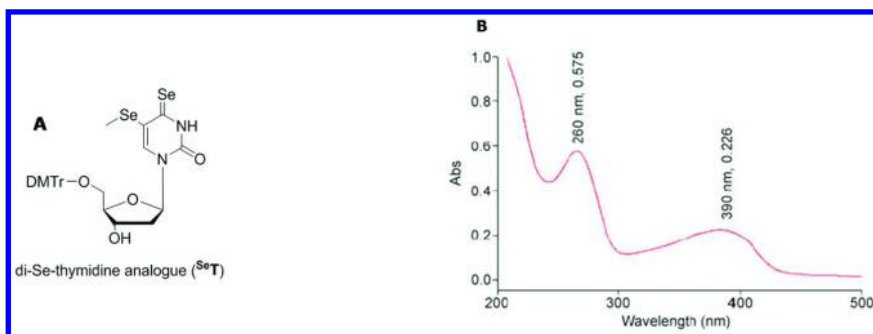 A
Se
Se
NH
N
O
DMTr
O
O
OH
di-Se-thymidine analogue (SeT)
B
260 nm, 0.575
390 nm, 0.226
Abs
1.0
0.8
0.6
0.4
0.2
0.0
200
300
400
500
Wavelength (nm)